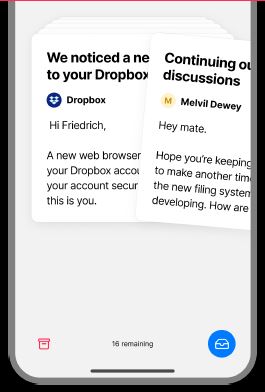 We noticed a ne
to your Dropbox
Dropbox
Hi Friedrich,
A new web browser
your Dropbox accou
your account secur
this is you.
Continuing ou
discussions
M Melvil Dewey
Hey mate.
Hope you're keeping
to make another tim
the new filing system
developing. How are
16 remaining